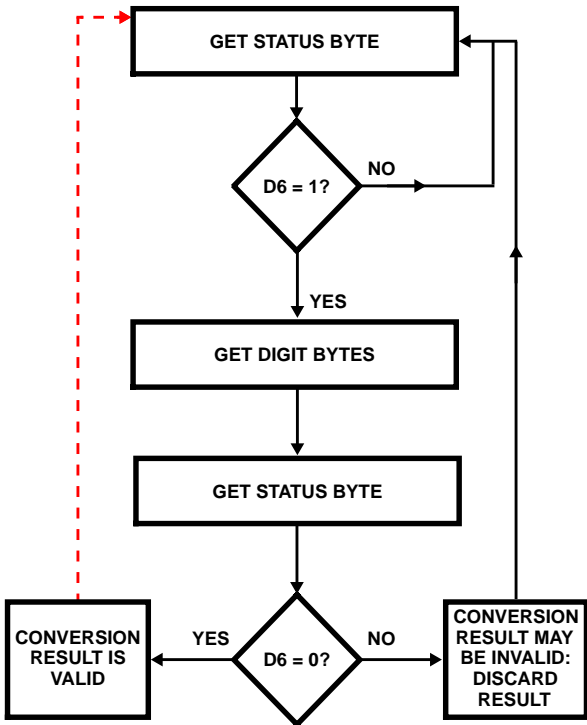 GET STATUS BYTE
D6 = 1?
NO
YES
GET DIGIT BYTES
GET STATUS BYTE
CONVERSION
RESULT IS
VALID
YES
D6 = 0?
NO
CONVERSION
RESULT MAY
BE INVALID:
DISCARD
RESULT